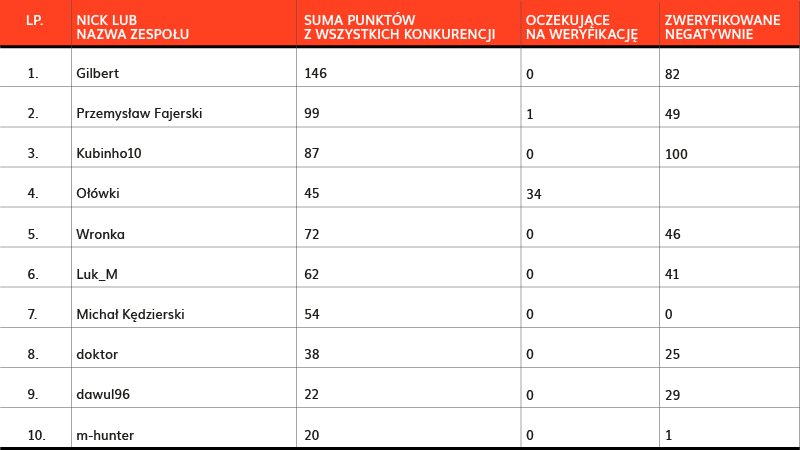 LP. NICK LUB NAZWA ZESPOŁU SUMA PUNKTÓW Z WSZYSTKICH KONKURENCJI OCZEKUJĄCE NA WERYFIKACJĘ ZWERYFIKOWANE NEGATYWNIE
1. Gilbert 146 0 82
2. Przemysław Fajerski 99 1 49
3. Kubinho10 87 0 100
4. Ołówki 45 34
5. Wronka 72 0 46
6. Luk_M 62 0 41
7. Michał Kędzierski 54 0 0
8. doktor 38 0 25
9. dawul96 22 0 29
10. m-hunter 20 0 1